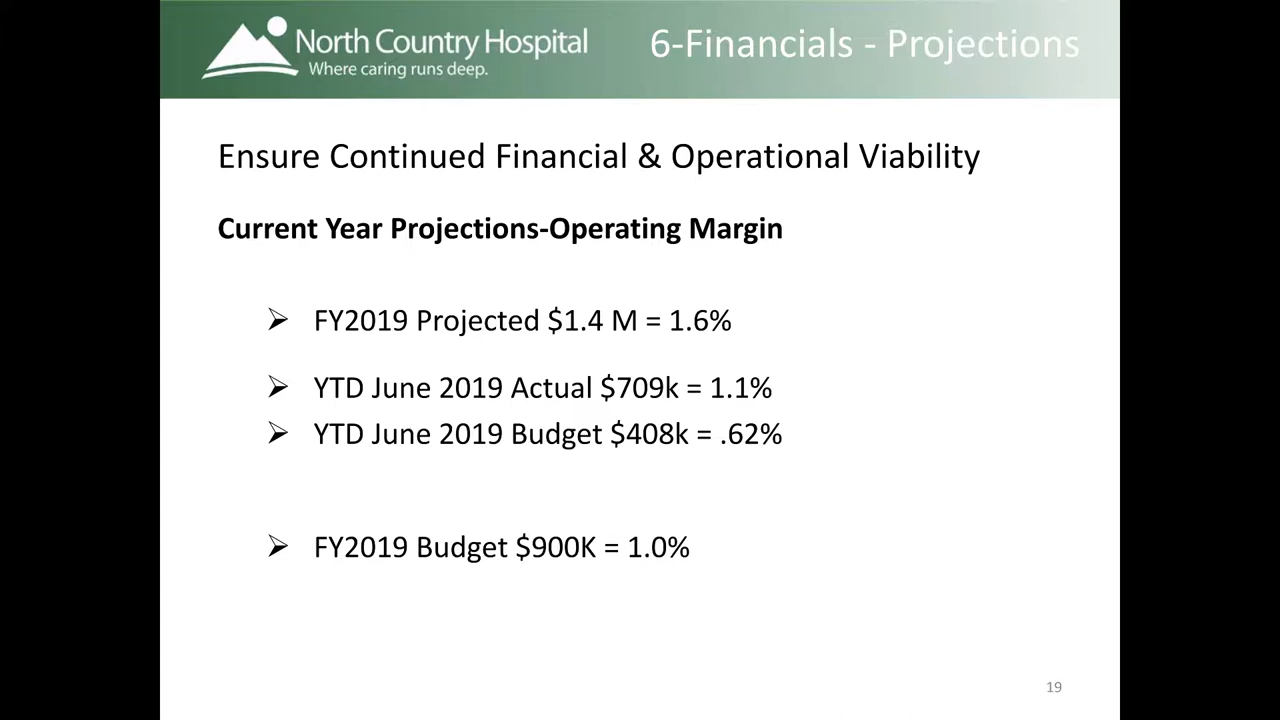 North Country Hospital
Where caring runs deep.
6-Financials - Projections
Ensure Continued Financial & Operational Viability
Current Year Projections-Operating Margin
FY2019 Projected $1.4 M = 1.6%
YTD June 2019 Actual $709k = 1.1%
YTD June 2019 Budget $408k = .62%
FY2019 Budget $900K = 1.0%
19